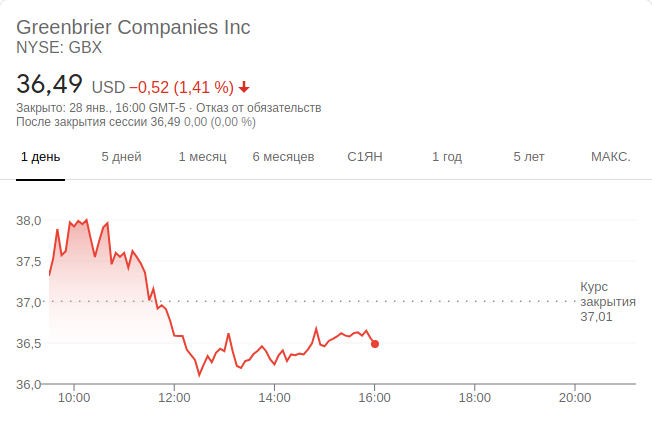 Greenbrier Companies Inc
NYSE: GBX
36,49 USD −0,52 (1,41 %)
Закрыто: 28 янв., 16:00 GMT-5 · Отказ от обязательств
После закрытия сессии 36,49 0,00 (0,00 %)
1 день 5 дней 1 месяц 6 месяцев С1ЯН 1 год 5 лет МАКС.
38,0
37,5
37,0
36,5
36,0
Курс
закрытия
37,01
10:00 12:00 14:00 16:00 18:00 20:00